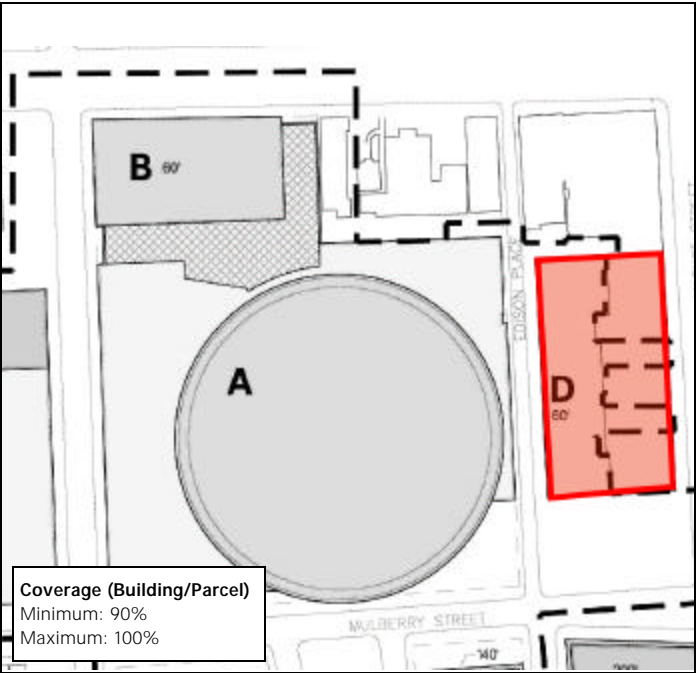 B 60'
EDISON PLACE
A
D
60'
Coverage (Building/Parcel)
Minimum: 90%
Maximum: 100%
MULBERRY STREET
140'